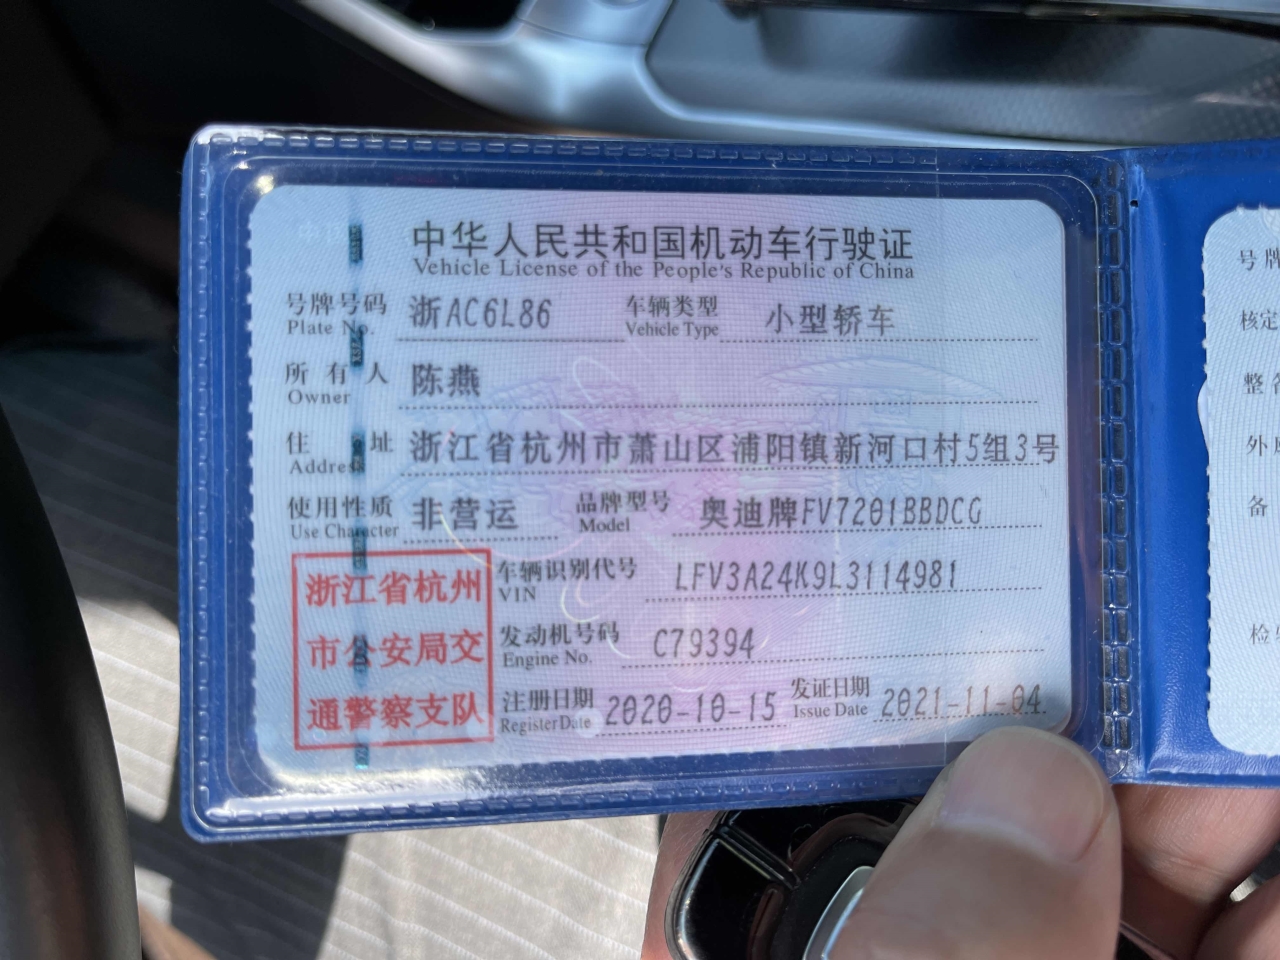 中华人民共和国机动车行驶证
Vehicle License of the People's Republic of China
号牌号码 浙AC6L86 车辆类型 小型轿车
Plate No. Vehicle Type
所有人 陈燕
Owner
住址 浙江省杭州市萧山区浦阳镇新河口村5组3号
Address
使用性质 非营运 品牌型号 奥迪牌FV7201BBDCG
Use Character Model
浙江省杭州
市公安局交
通警察支队
车辆识别代号 LFV3A24K9L3114981
VIN
发动机号码 C79394
Engine No.
注册日期 2020-10-15 发证日期 2021-11-04
Register Date Issue Date
号牌
核定
整
外
备
检